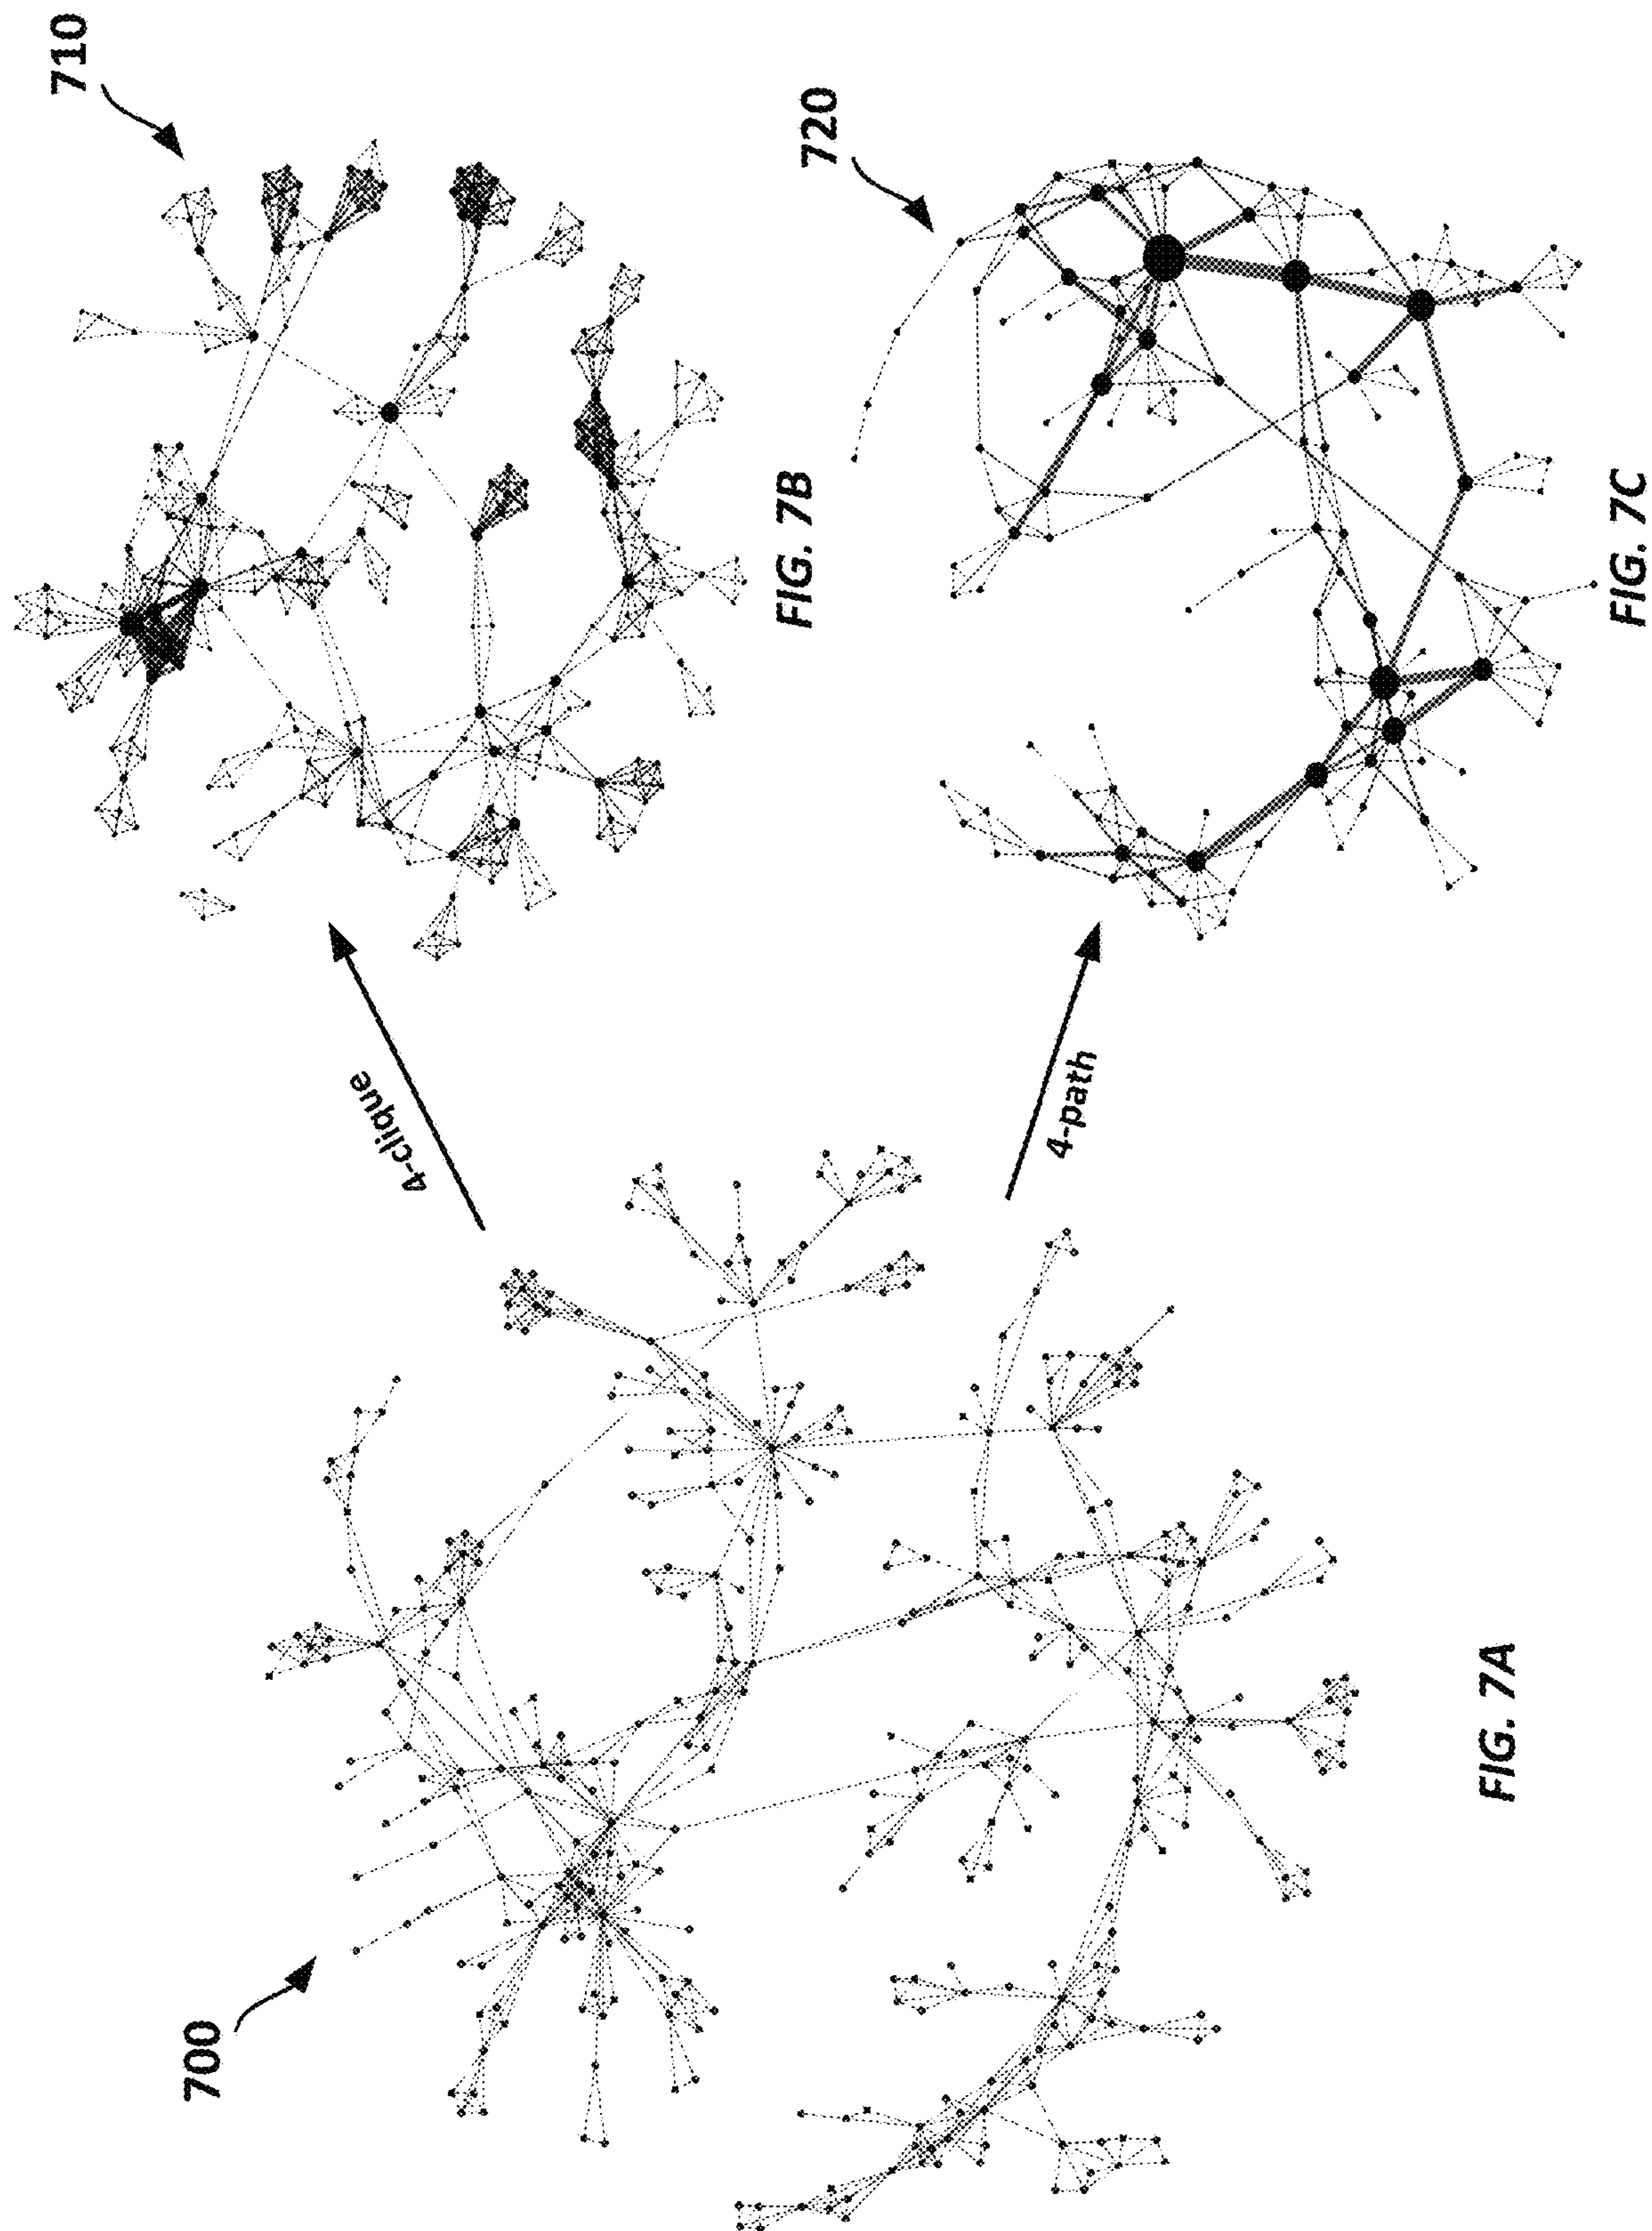 700
FIG. 7A
4-clique
710
FIG. 7B
4-path
720
FIG. 7C